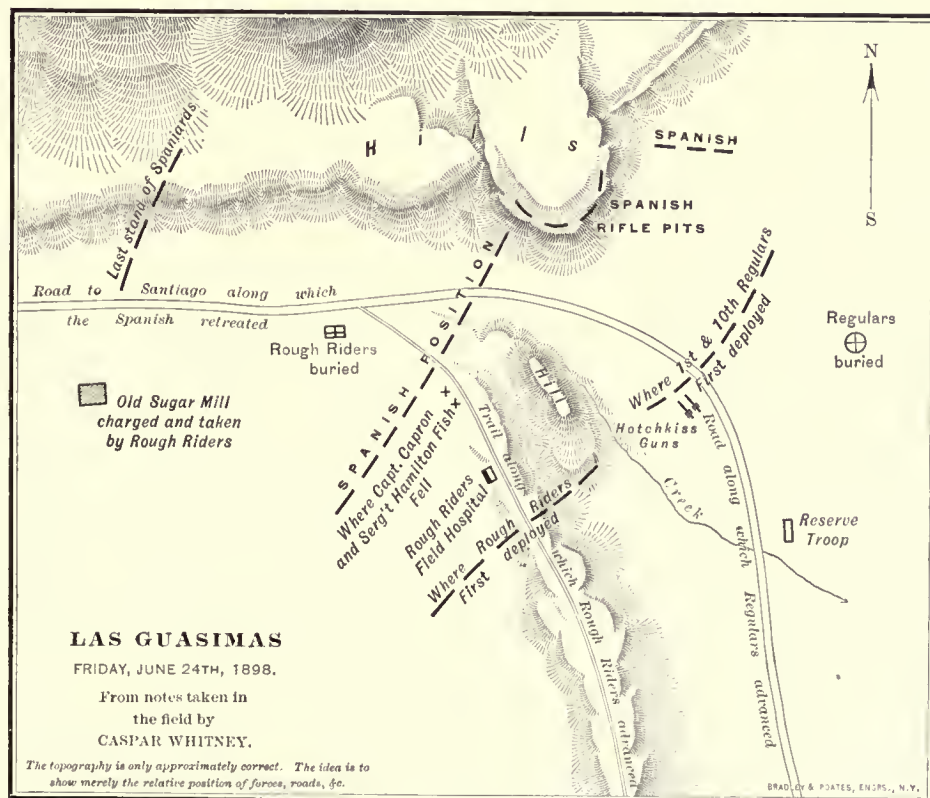 N
S
Hills
SPANISH
SPANISH
RIFLE PITS
Last stand of Spaniards
Road to Santiago along which
the Spanish retreated
SPANISH POSITION
Rough Riders
buried
Old Sugar Mill
charged and taken
by Rough Riders
Where Capt. Capron
and Serg't Hamilton Fish
Fell
x
x
Hill
Trail along which Rough Riders advanced
Rough Riders
Field Hospital
Where Rough Riders
First deployed
Where 1st & 10th Regulars
First deployed
Hotchkiss
Guns
Regulars
buried
Creek
Road along which Regulars advanced
Reserve
Troop
LAS GUASIMAS
FRIDAY, JUNE 24TH, 1898.
From notes taken in
the field by
CASPAR WHITNEY.
The topography is only approximately correct. The idea is to
show merely the relative position of forces, roads, &c.
BRADLEY & POATES, ENGRS., N.Y.